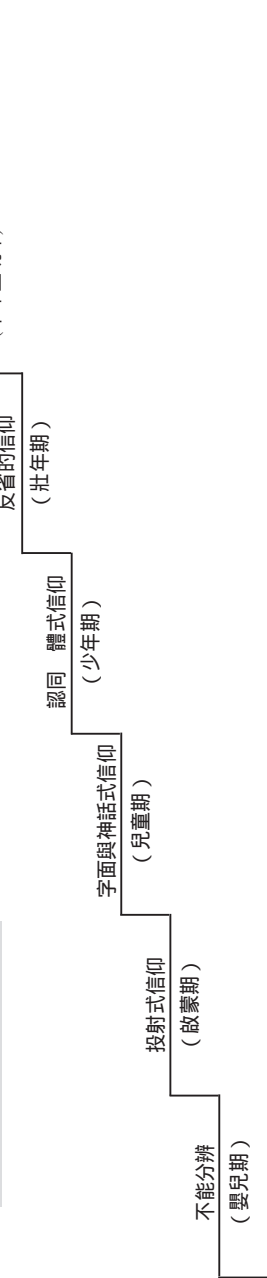 不能分辨
（嬰兒期）
投射式信仰
（啟蒙期）
字面與神話式信仰
（兒童期）
認同　體式信仰
（少年期）
反省的信仰
（壯年期）